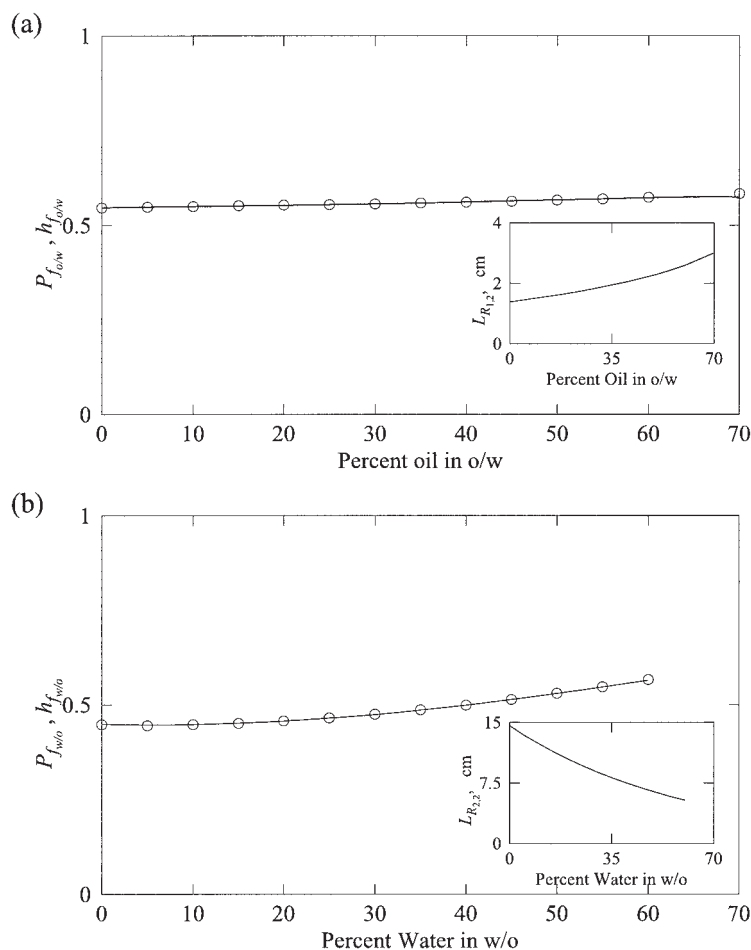 (a)
1
0.5
0
P_{f_{o/w}} , h_{f_{o/w}}
0 10 20 30 40 50 60 70
Percent oil in o/w
4
2
0
L_{R_{1,2}}, cm
0 35 70
Percent Oil in o/w
(b)
1
0.5
0
P_{f_{w/o}} , h_{f_{w/o}}
0 10 20 30 40 50 60 70
Percent Water in w/o
15
7.5
0
L_{R_{2,2}}, cm
0 35 70
Percent Water in w/o